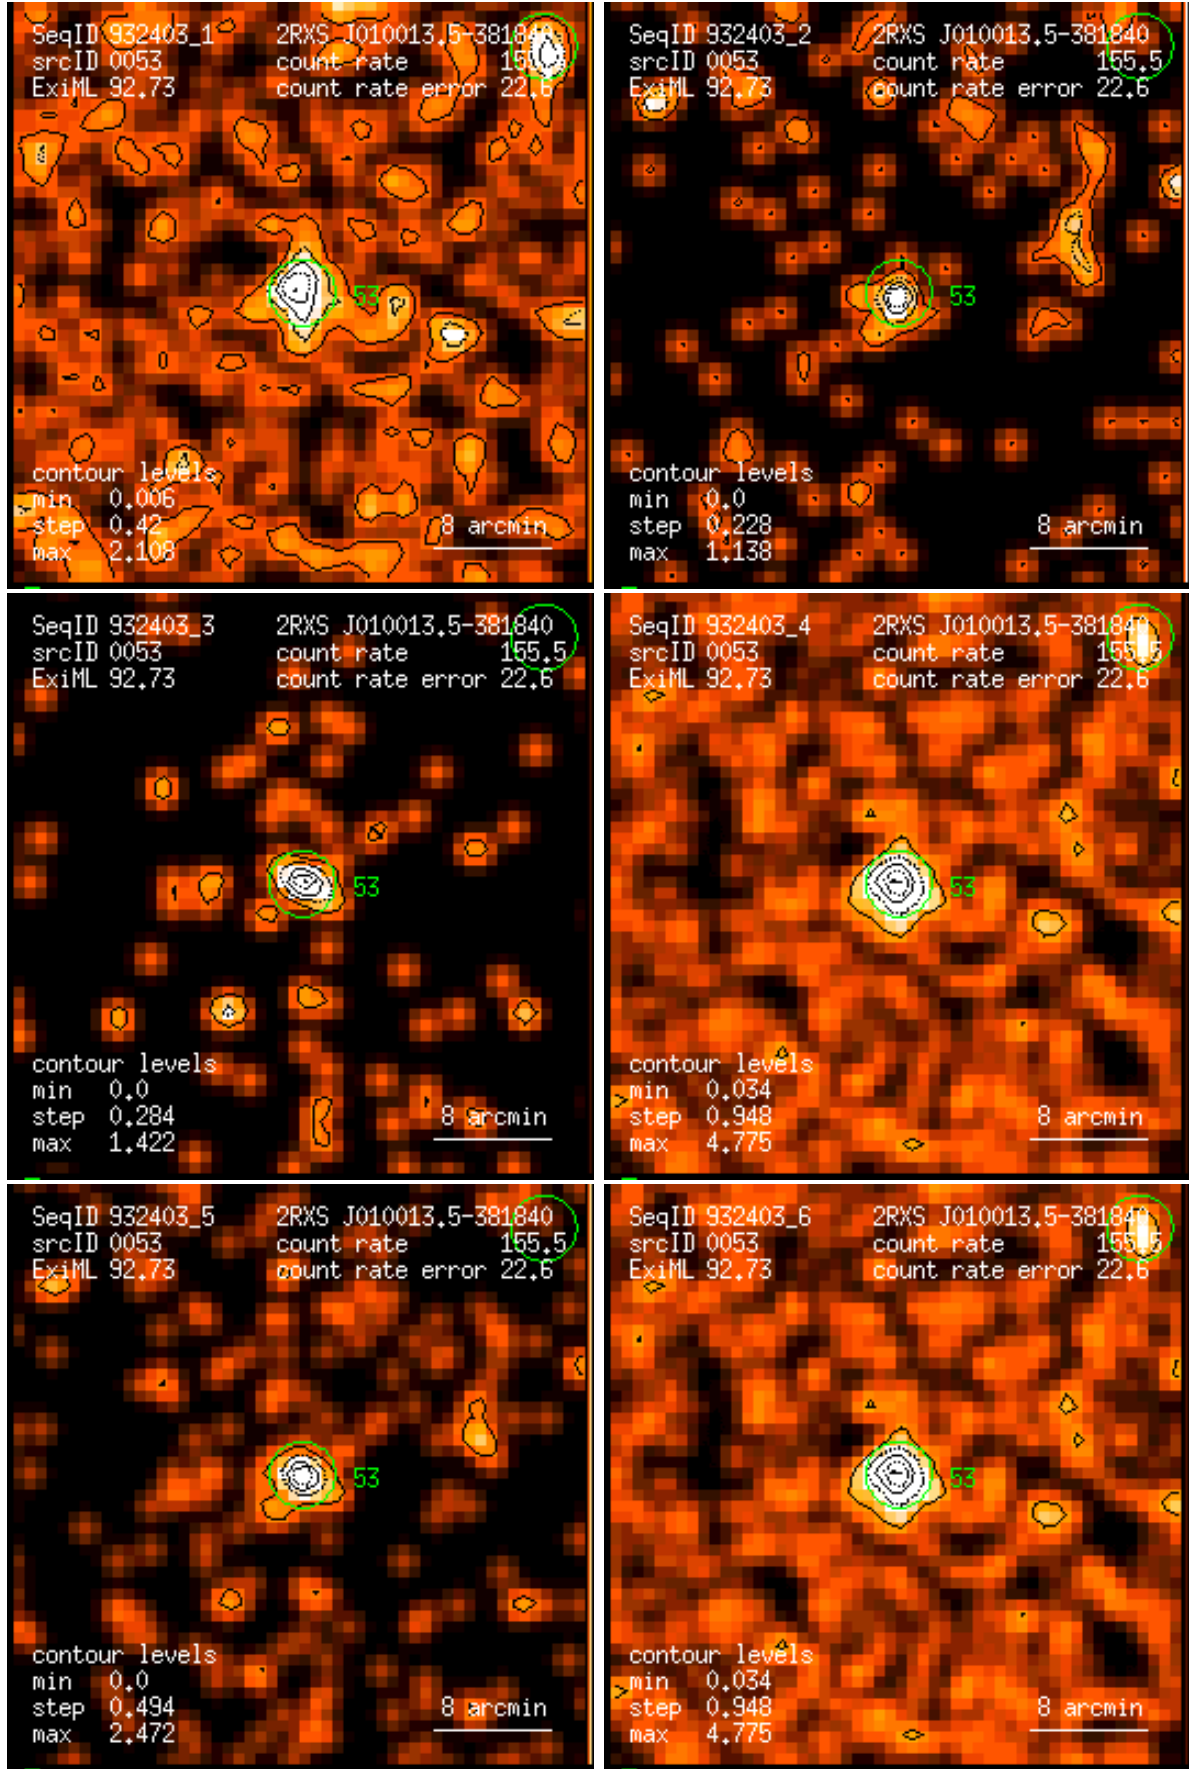 SeqID 932403_1 2RXS J010013.5-381840
srcID 0053 count rate 155.5
ExiML 92.73 count rate error 22.6
53
contour levels
min 0.006
step 0.42 8 arcmin
max 2.108
SeqID 932403_2 2RXS J010013.5-381840
srcID 0053 count rate 155.5
ExiML 92.73 count rate error 22.6
53
contour levels
min 0.0
step 0.228 8 arcmin
max 1.138
SeqID 932403_3 2RXS J010013.5-381840
srcID 0053 count rate 155.5
ExiML 92.73 count rate error 22.6
53
contour levels
min 0.0
step 0.284 8 arcmin
max 1.422
SeqID 932403_4 2RXS J010013.5-381840
srcID 0053 count rate 155.5
ExiML 92.73 count rate error 22.6
53
contour levels
min 0.034
step 0.948 8 arcmin
max 4.775
SeqID 932403_5 2RXS J010013.5-381840
srcID 0053 count rate 155.5
ExiML 92.73 count rate error 22.6
53
contour levels
min 0.0
step 0.494 8 arcmin
max 2.472
SeqID 932403_6 2RXS J010013.5-381840
srcID 0053 count rate 155.5
ExiML 92.73 count rate error 22.6
53
contour levels
min 0.034
step 0.948 8 arcmin
max 4.775